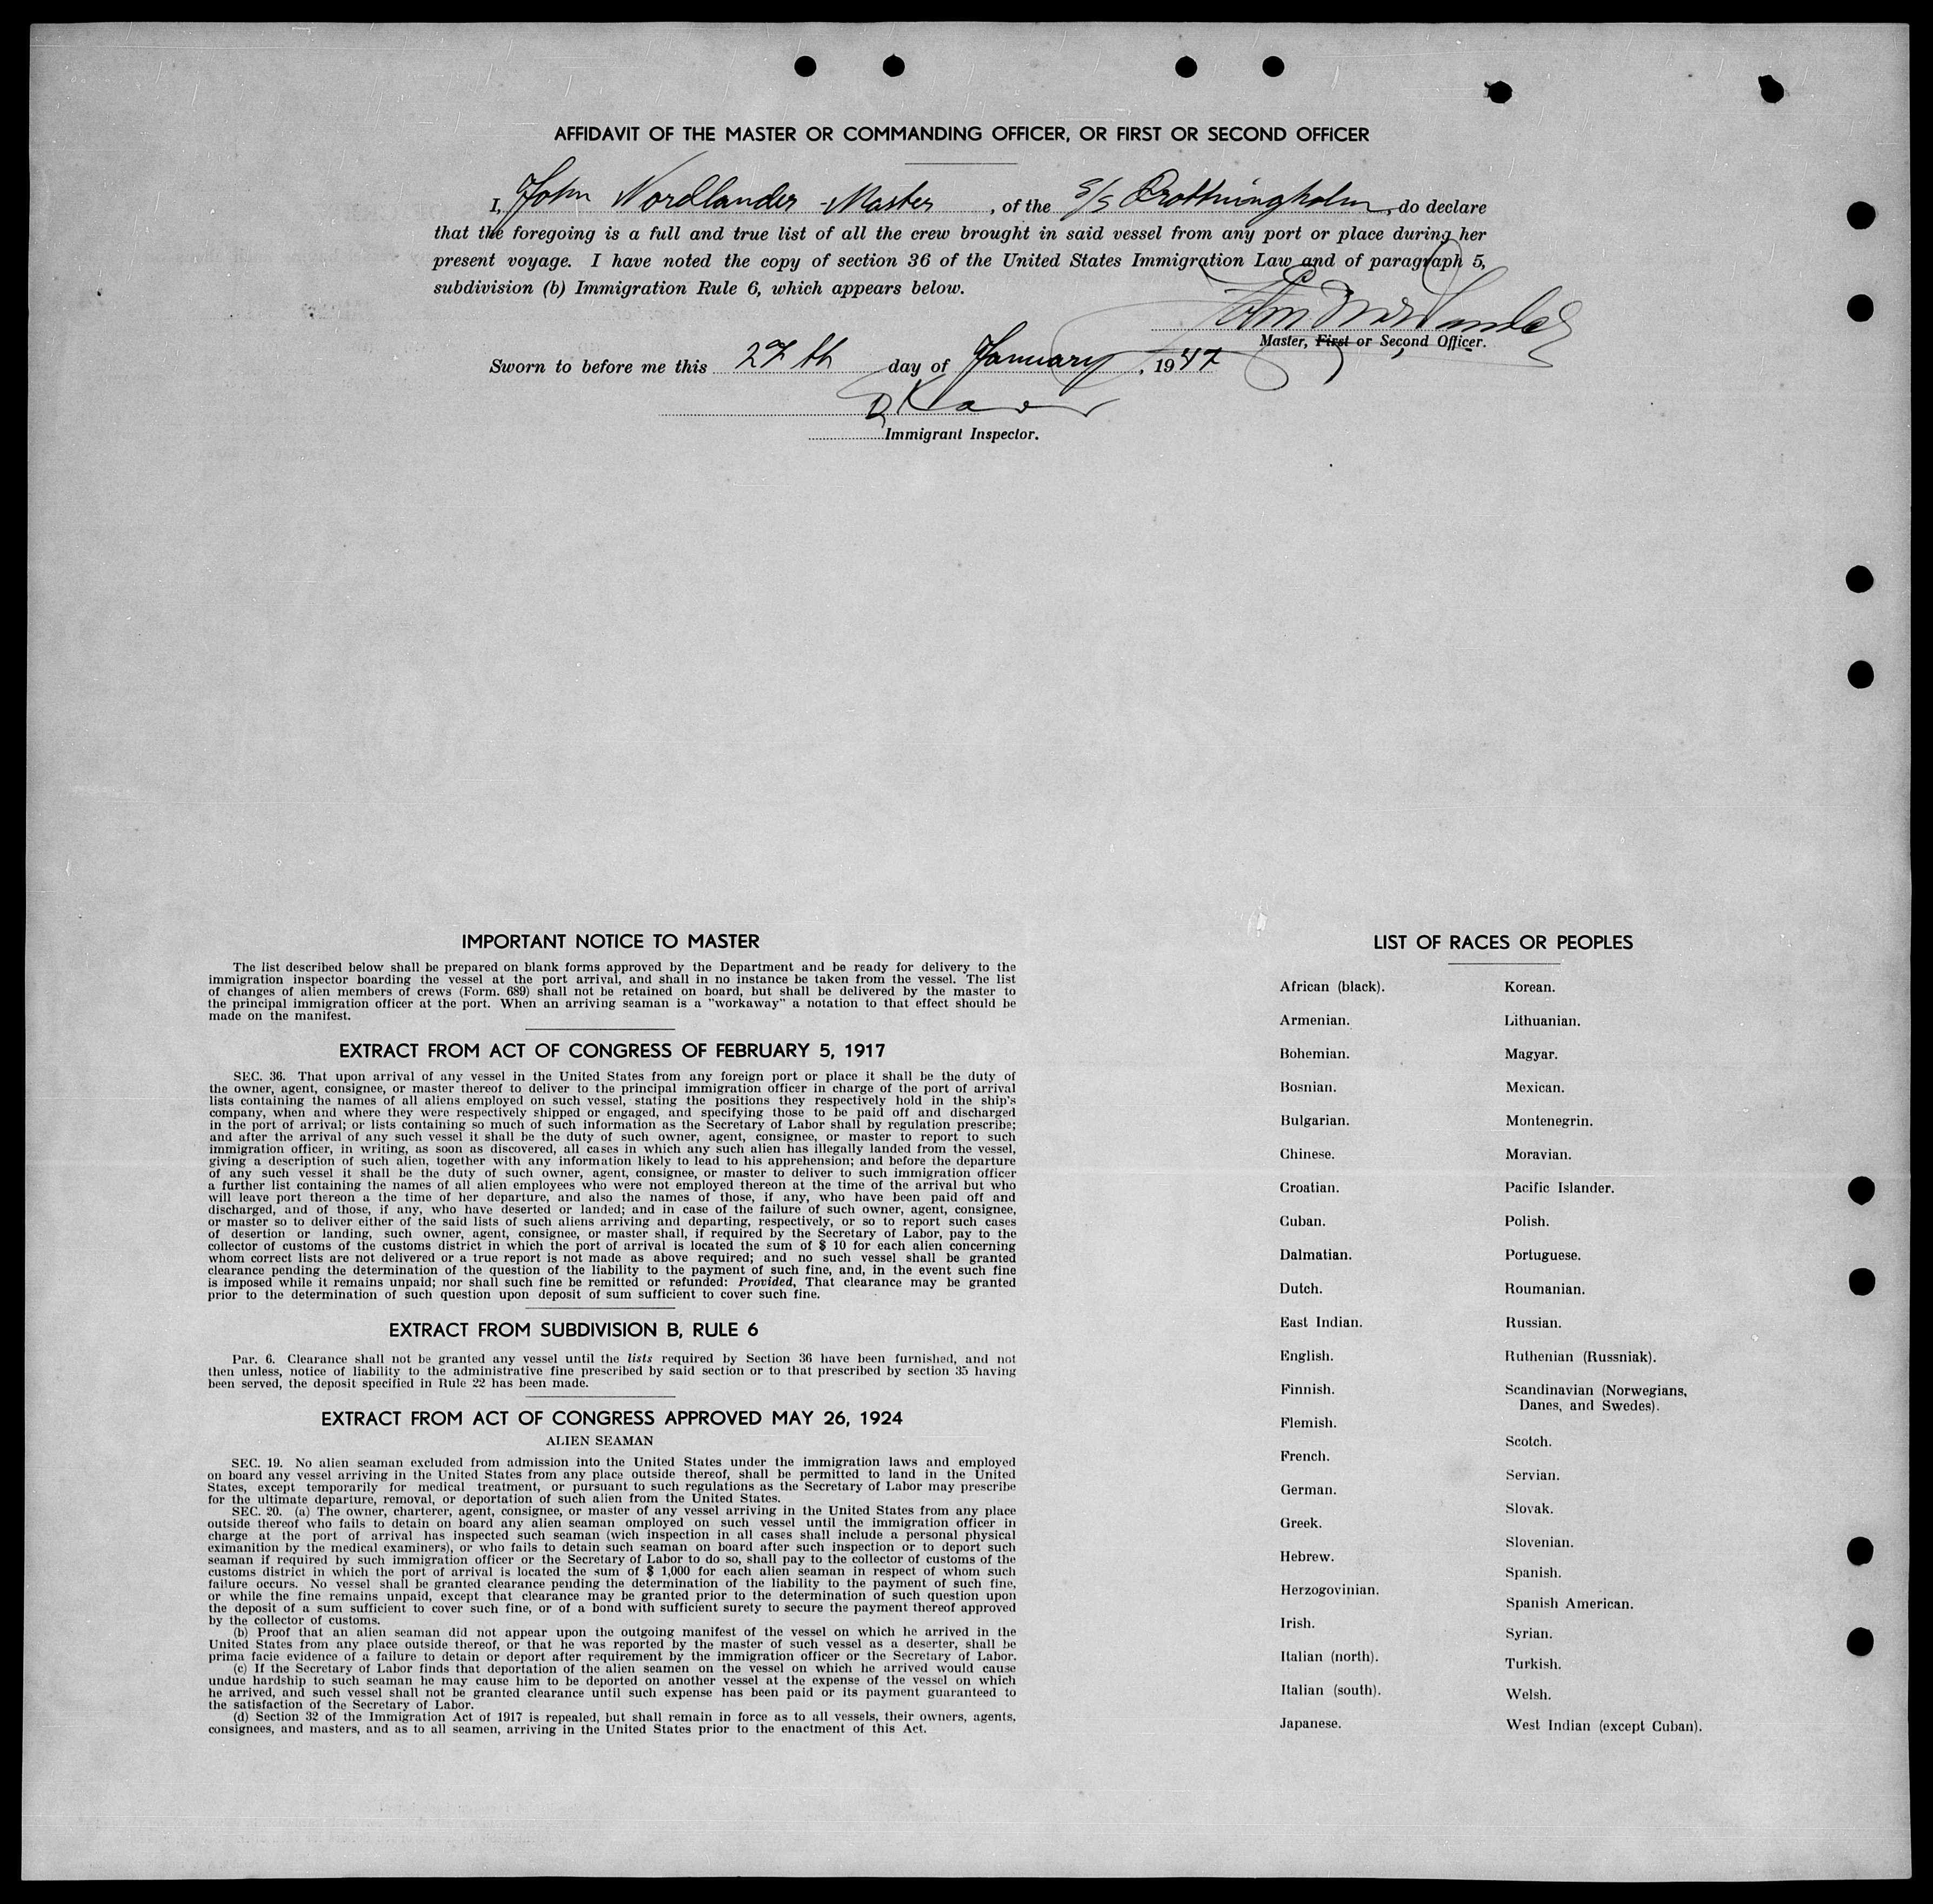 AFFIDAVIT OF THE MASTER OR COMMANDING OFFICER, OR FIRST OR SECOND OFFICER
I, John Nordlander - Master , of the S/S Drottningholm, do declare
that the foregoing is a full and true list of all the crew brought in said vessel from any port or place during her
present voyage. I have noted the copy of section 36 of the United States Immigration Law and of paragraph 5,
subdivision (b) Immigration Rule 6, which appears below.
John Nordlander
Master, First or Second Officer.
Sworn to before me this 27th day of January, 1947
Immigrant Inspector.
IMPORTANT NOTICE TO MASTER
The list described below shall be prepared on blank forms approved by the Department and be ready for delivery to the
immigration inspector boarding the vessel at the port arrival, and shall in no instance be taken from the vessel. The list
of changes of alien members of crews (Form. 689) shall not be retained on board, but shall be delivered by the master to
the principal immigration officer at the port. When an arriving seaman is a "workaway" a notation to that effect should be
made on the manifest.
EXTRACT FROM ACT OF CONGRESS OF FEBRUARY 5, 1917
SEC. 36. That upon arrival of any vessel in the United States from any foreign port or place it shall be the duty of
the owner, agent, consignee, or master thereof to deliver to the principal immigration officer in charge of the port of arrival
lists containing the names of all aliens employed on such vessel, stating the positions they respectively hold in the ship's
company, when and where they were respectively shipped or engaged, and specifying those to be paid off and discharged
in the port of arrival; or lists containing so much of such information as the Secretary of Labor shall by regulation prescribe;
and after the arrival of any such vessel it shall be the duty of such owner, agent, consignee, or master to report to such
immigration officer, in writing, as soon as discovered, all cases in which any such alien has illegally landed from the vessel,
giving a description of such alien, together with any information likely to lead to his apprehension; and before the departure
of any such vessel it shall be the duty of such owner, agent, consignee, or master to deliver to such immigration officer
a further list containing the names of all alien employees who were not employed thereon at the time of the arrival but who
will leave port thereon a the time of her departure, and also the names of those, if any, who have been paid off and
discharged, and of those, if any, who have deserted or landed; and in case of the failure of such owner, agent, consignee,
or master so to deliver either of the said lists of such aliens arriving and departing, respectively, or so to report such cases
of desertion or landing, such owner, agent, consignee, or master shall, if required by the Secretary of Labor, pay to the
collector of customs of the customs district in which the port of arrival is located the sum of $ 10 for each alien concerning
whom correct lists are not delivered or a true report is not made as above required; and no such vessel shall be granted
clearance pending the determination of the question of the liability to the payment of such fine, and, in the event such fine
is imposed while it remains unpaid; nor shall such fine be remitted or refunded: Provided, That clearance may be granted
prior to the determination of such question upon deposit of sum sufficient to cover such fine.
EXTRACT FROM SUBDIVISION B, RULE 6
Par. 6. Clearance shall not be granted any vessel until the lists required by Section 36 have been furnished, and not
then unless, notice of liability to the administrative fine prescribed by said section or to that prescribed by section 35 having
been served, the deposit specified in Rule 22 has been made.
EXTRACT FROM ACT OF CONGRESS APPROVED MAY 26, 1924
ALIEN SEAMAN
SEC. 19. No alien seaman excluded from admission into the United States under the immigration laws and employed
on board any vessel arriving in the United States from any place outside thereof, shall be permitted to land in the United
States, except temporarily for medical treatment, or pursuant to such regulations as the Secretary of Labor may prescribe
for the ultimate departure, removal, or deportation of such alien from the United States.
SEC. 20. (a) The owner, charterer, agent, consignee, or master of any vessel arriving in the United States from any place
outside thereof who fails to detain on board any alien seaman omployed on such vessel until the immigration officer in
charge at the port of arrival has inspected such seaman (wich inspection in all cases shall include a personal physical
eximanition by the medical examiners), or who fails to detain such seaman on board after such inspection or to deport such
seaman if required by such immigration officer or the Secretary of Labor to do so, shall pay to the collector of customs of the
customs district in which the port of arrival is located the sum of $ 1,000 for each alien seaman in respect of whom such
failure occurs. No vessel shall be granted clearance pending the determination of the liability to the payment of such fine,
or while the fine remains unpaid, except that clearance may be granted prior to the determination of such question upon
the deposit of a sum sufficient to cover such fine, or of a bond with sufficient surety to secure the payment thereof approved
by the collector of customs.
(b) Proof that an alien seaman did not appear upon the outgoing manifest of the vessel on which he arrived in the
United States from any place outside thereof, or that he was reported by the master of such vessel as a deserter, shall be
prima facie evidence of a failure to detain or deport after requirement by the immigration officer or the Secretary of Labor.
(c) If the Secretary of Labor finds that deportation of the alien seamen on the vessel on which he arrived would cause
undue hardship to such seaman he may cause him to be deported on another vessel at the expense of the vessel on which
he arrived, and such vessel shall not be granted clearance until such expense has been paid or its payment guaranteed to
the satisfaction of the Secretary of Labor.
(d) Section 32 of the Immigration Act of 1917 is repealed, but shall remain in force as to all vessels, their owners, agents,
consignees, and masters, and as to all seamen, arriving in the United States prior to the enactment of this Act.
LIST OF RACES OR PEOPLES
African (black).
Armenian.
Bohemian.
Bosnian.
Bulgarian.
Chinese.
Croatian.
Cuban.
Dalmatian.
Dutch.
East Indian.
English.
Finnish.
Flemish.
French.
German.
Greek.
Hebrew.
Herzogovinian.
Irish.
Italian (north).
Italian (south).
Japanese.
Korean.
Lithuanian.
Magyar.
Mexican.
Montenegrin.
Moravian.
Pacific Islander.
Polish.
Portuguese.
Roumanian.
Russian.
Ruthenian (Russniak).
Scandinavian (Norwegians,
Danes, and Swedes).
Scotch.
Servian.
Slovak.
Slovenian.
Spanish.
Spanish American.
Syrian.
Turkish.
Welsh.
West Indian (except Cuban).